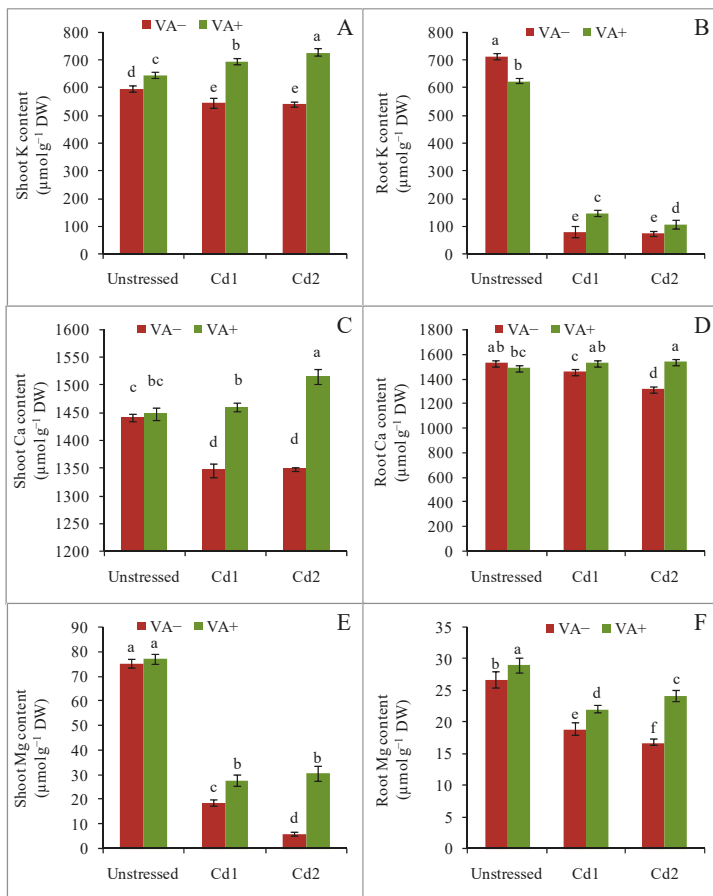 VA− VA+ A
Shoot K content
(µmol g⁻¹ DW)
800
700
600
500
400
300
200
100
0
d c e b e a
Unstressed Cd1 Cd2
VA− VA+ B
Root K content
(µmol g⁻¹ DW)
800
700
600
500
400
300
200
100
0
a b e c e d
Unstressed Cd1 Cd2
VA− VA+ C
Shoot Ca content
(µmol g⁻¹ DW)
1600
1550
1500
1450
1400
1350
1300
1250
1200
c bc d b d a
Unstressed Cd1 Cd2
VA− VA+ D
Root Ca content
(µmol g⁻¹ DW)
1800
1600
1400
1200
1000
800
600
400
200
0
ab bc c ab d a
Unstressed Cd1 Cd2
VA− VA+ E
Shoot Mg content
(µmol g⁻¹ DW)
90
80
70
60
50
40
30
20
10
0
a a c b d b
Unstressed Cd1 Cd2
VA− VA+ F
Root Mg content
(µmol g⁻¹ DW)
35
30
25
20
15
10
5
0
b a e d f c
Unstressed Cd1 Cd2